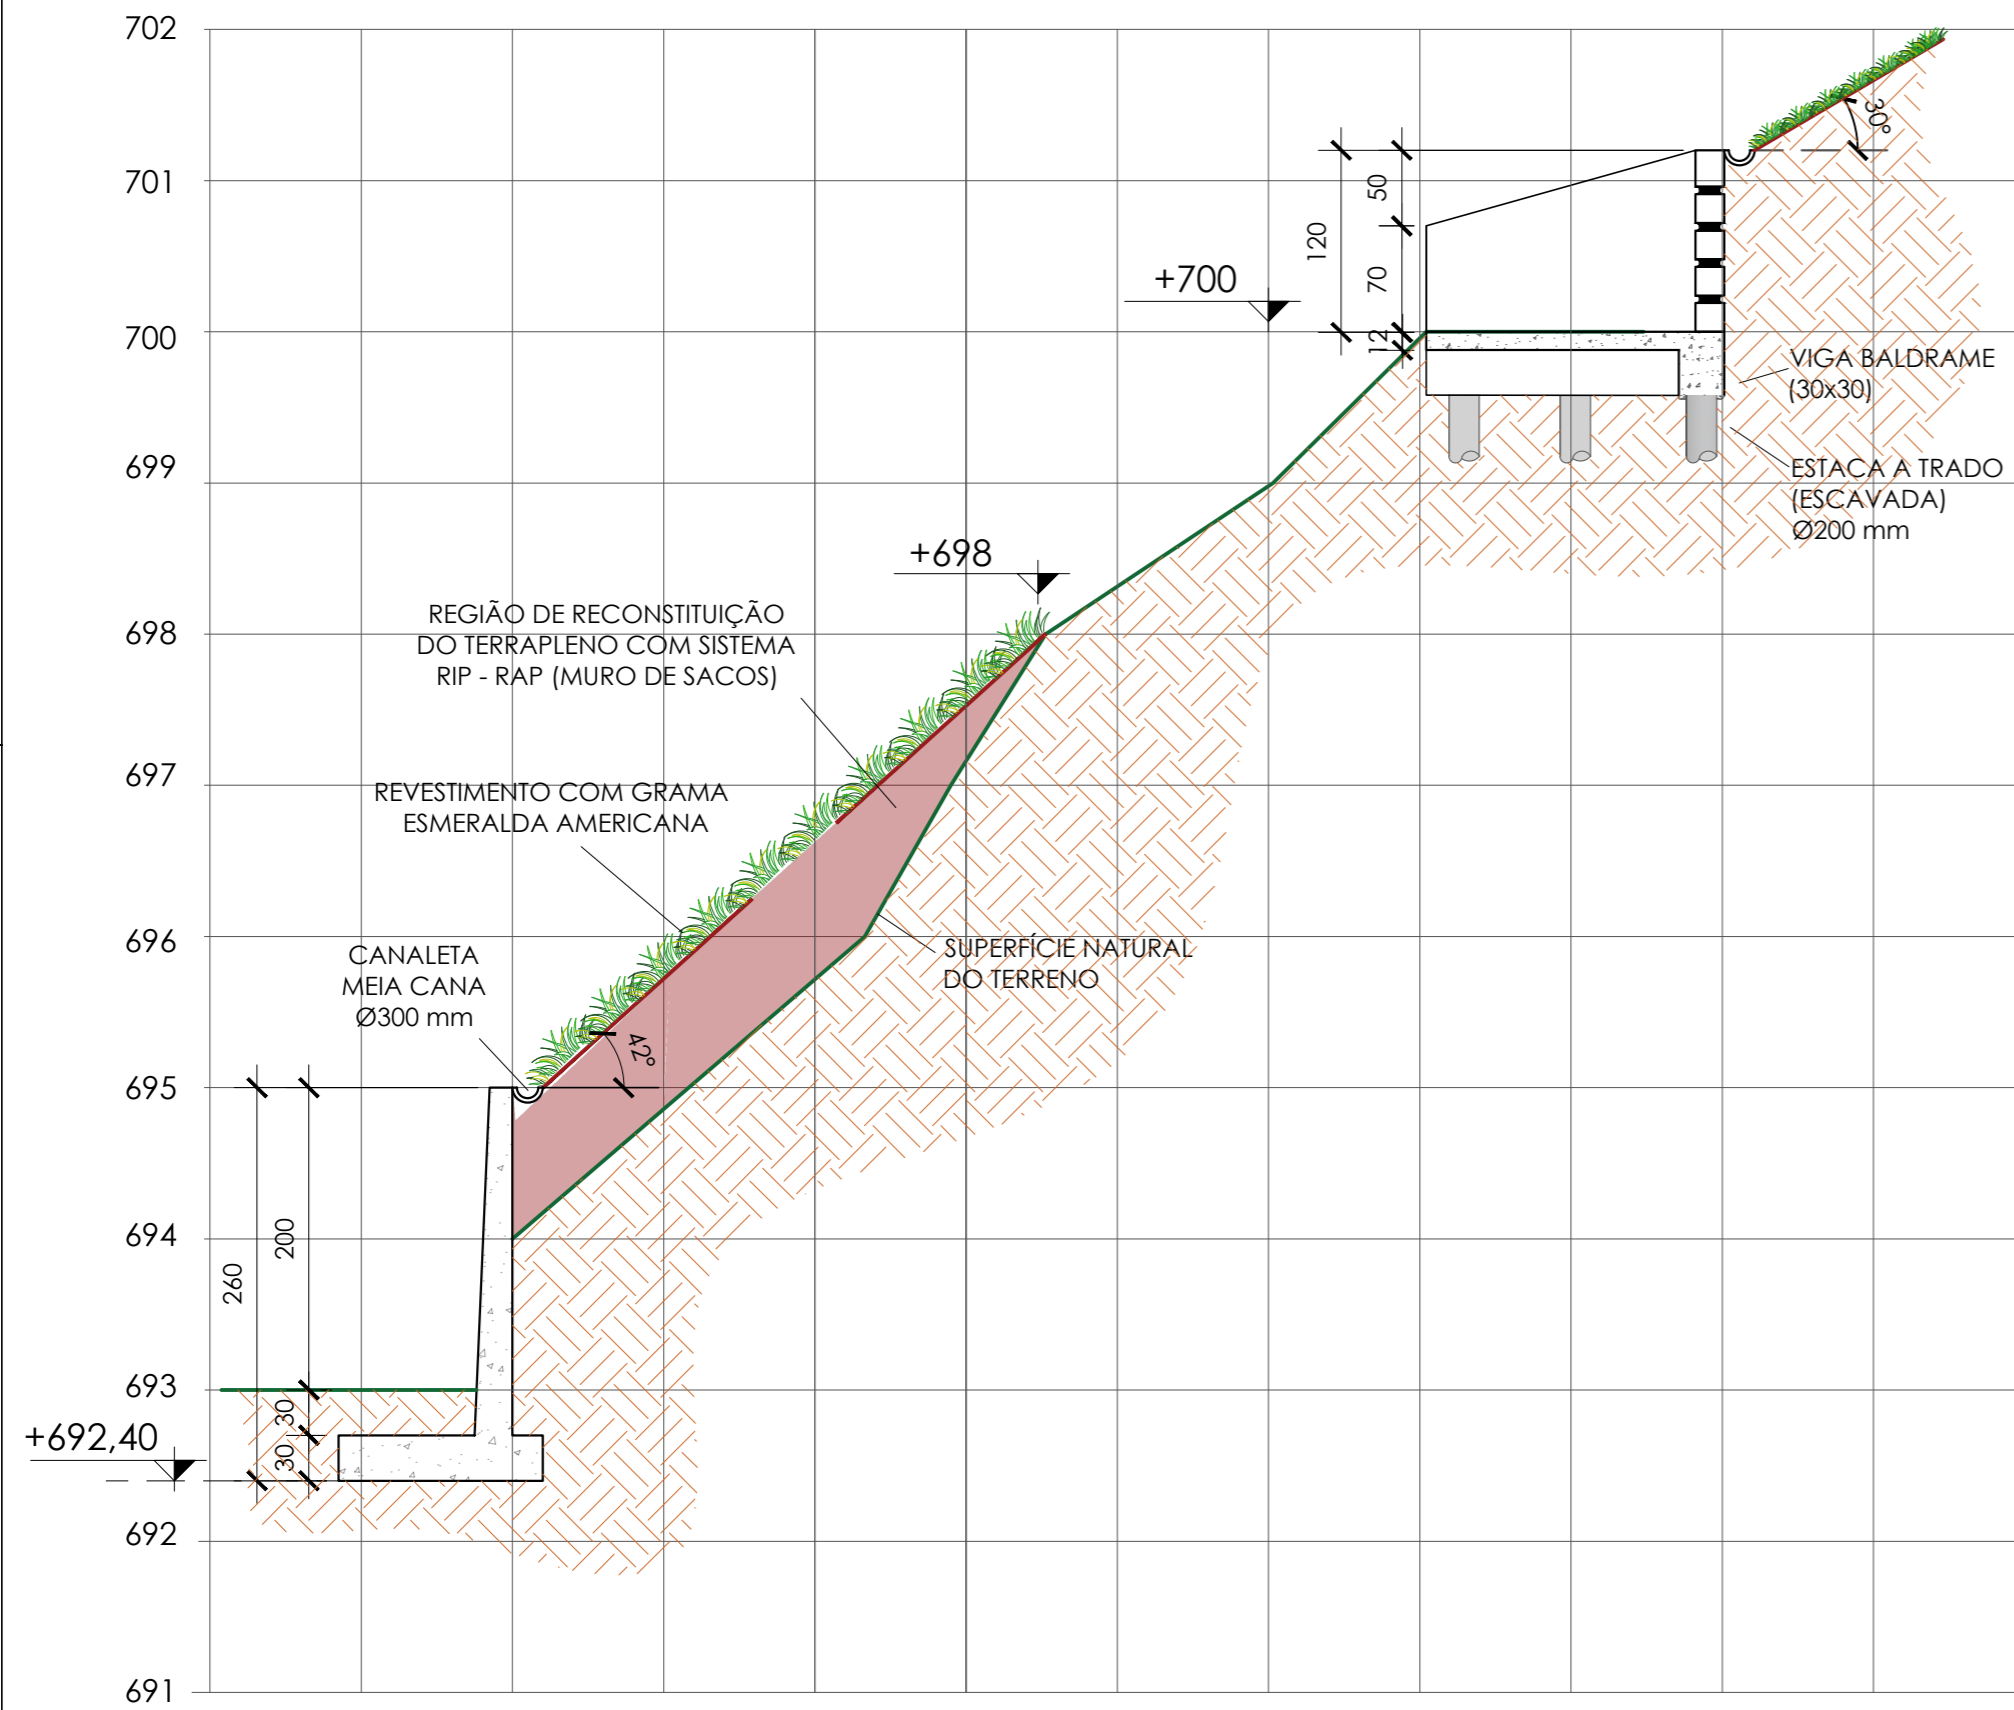 702
701
700
699
698
697
696
695
694
693
692
691
30°
50
120
70
12
+700
VIGA BALDRAME
(30x30)
ESTACA A TRADO
(ESCAVADA)
Ø200 mm
+698
REGIÃO DE RECONSTITUIÇÃO
DO TERRAPLENO COM SISTEMA
RIP - RAP (MURO DE SACOS)
REVESTIMENTO COM GRAMA
ESMERALDA AMERICANA
SUPERFÍCIE NATURAL
DO TERRENO
CANALETA
MEIA CANA
Ø300 mm
42°
200
260
30
30
+692,40